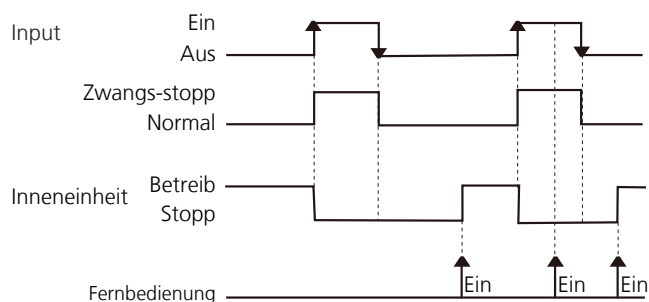 Input
Ein
Aus
Zwangs-stopp
Normal
Inneneinheit
Betreib
Stopp
Fernbedienung
Ein
Ein
Ein